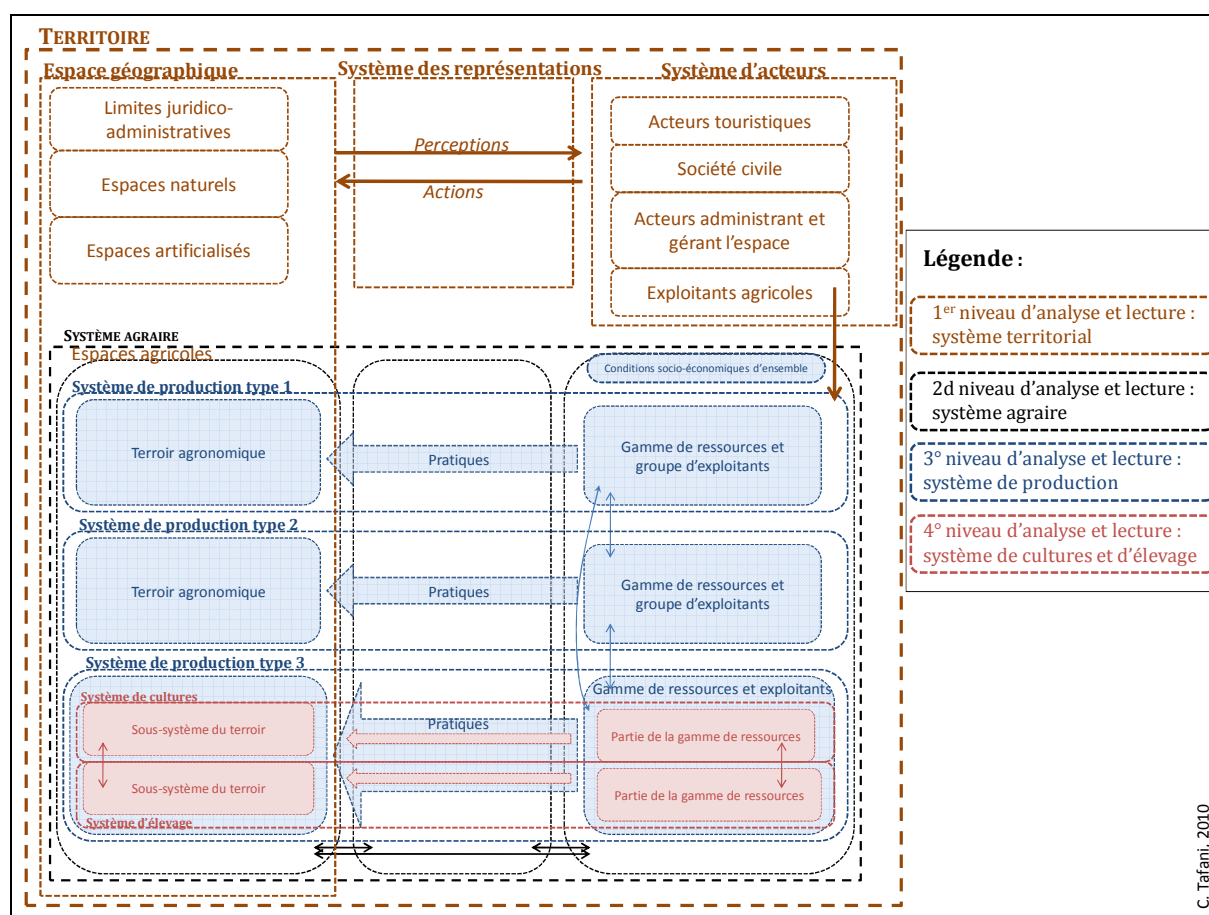 TERRITOIRE
Espace géographique
Système des représentations
Système d'acteurs
Limites juridico-
administratives
Espaces naturels
Espaces artificialisés
Perceptions
Actions
Acteurs touristiques
Société civile
Acteurs administrant et
gérant l'espace
Exploitants agricoles
SYSTÈME AGRAIRE
Espaces agricoles
Conditions socio-économiques d'ensemble
Système de production type 1
Terroir agronomique
Pratiques
Gamme de ressources et
groupe d'exploitants
Système de production type 2
Terroir agronomique
Pratiques
Gamme de ressources et
groupe d'exploitants
Système de production type 3
Gamme de ressources et exploitants
Système de cultures
Sous-système du terroir
Pratiques
Partie de la gamme de ressources
Sous-système du terroir
Partie de la gamme de ressources
Système d'élevage
Légende :
1er niveau d'analyse et lecture :
système territorial
2d niveau d'analyse et lecture :
système agraire
3° niveau d'analyse et lecture :
système de production
4° niveau d'analyse et lecture :
système de cultures et d'élevage
C. Tafani. 2010